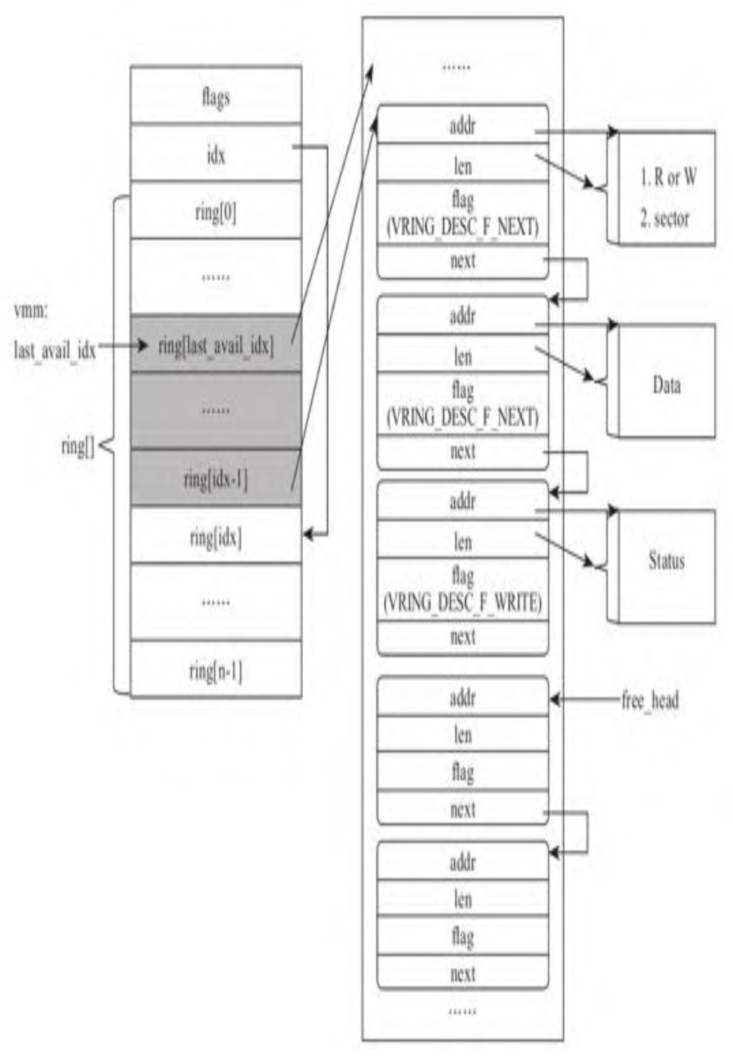 flags
idx
ring[0]
……
vmm:
last_avail_idx
ring[last_avail_idx]
……
ring[]
ring[idx-1]
ring[idx]
……
ring[n-1]
……
addr
len
flag
(VRING_DESC_F_NEXT)
next
1. R or W
2. sector
addr
len
flag
(VRING_DESC_F_NEXT)
next
Data
addr
len
flag
(VRING_DESC_F_WRITE)
next
Status
addr
len
flag
next
free_head
addr
len
flag
next
……